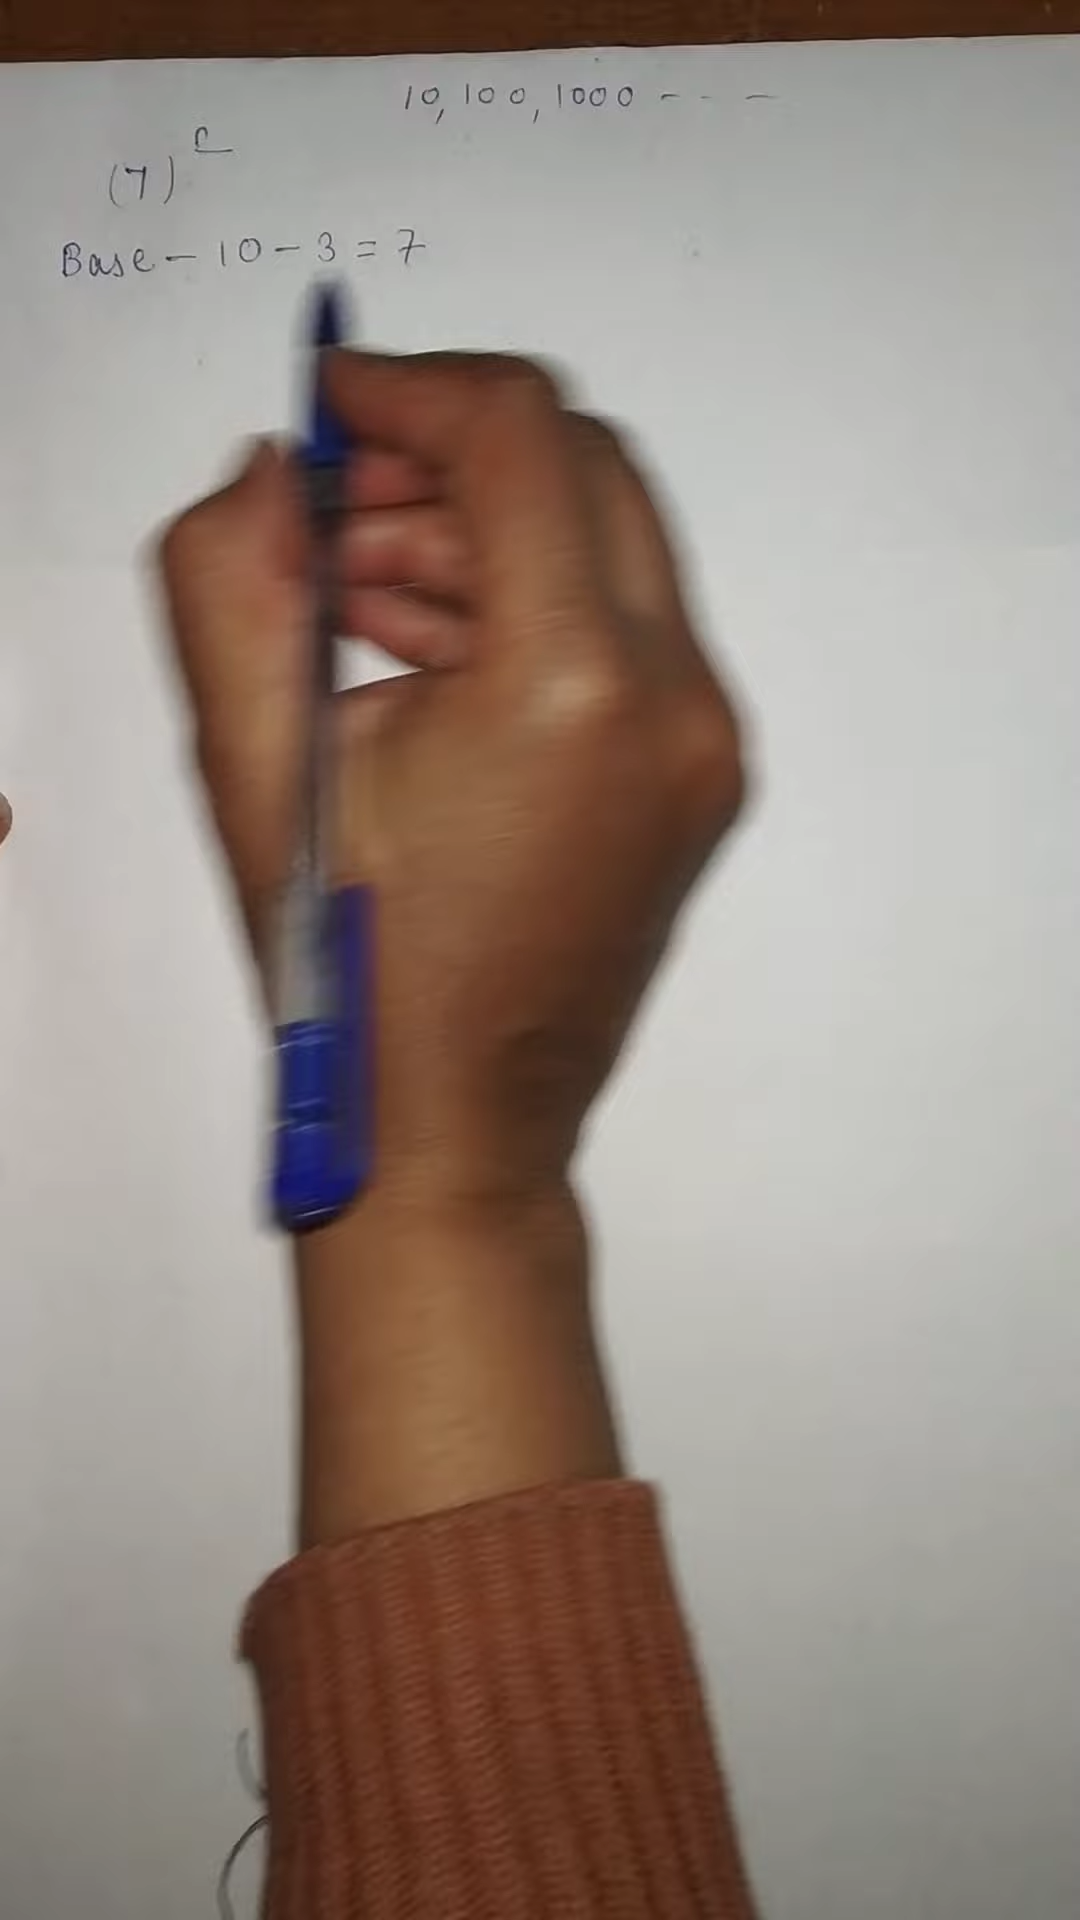 10, 100, 1000 - - -
(7)²
Base - 10 - 3 = 7